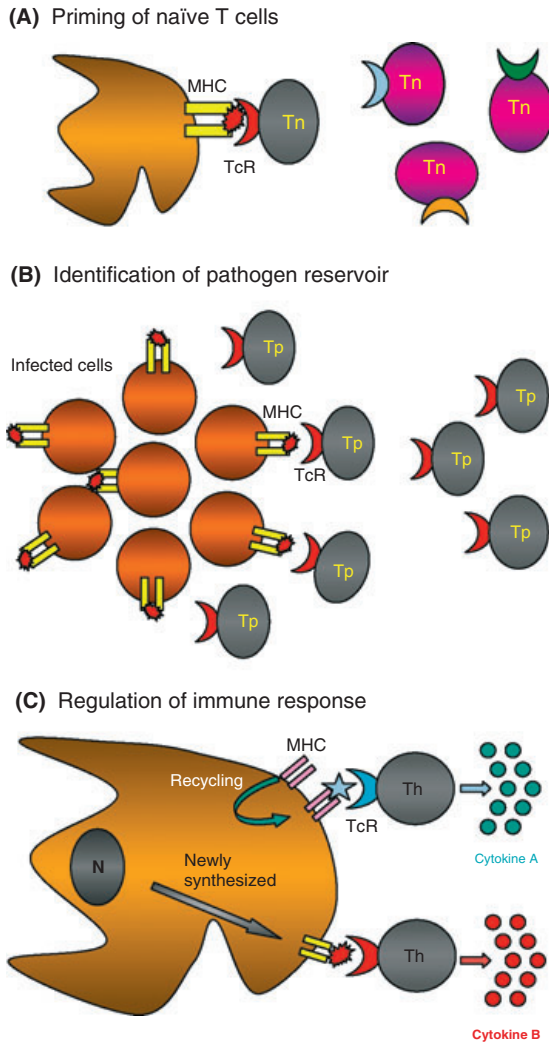 (A) Priming of naïve T cells
MHC
TcR
Tn
Tn
Tn
Tn
(B) Identification of pathogen reservoir
Infected cells
MHC
TcR
Tp
Tp
Tp
Tp
Tp
Tp
Tp
(C) Regulation of immune response
MHC
Recycling
TcR
Th
Cytokine A
N
Newly
synthesized
Th
Cytokine B